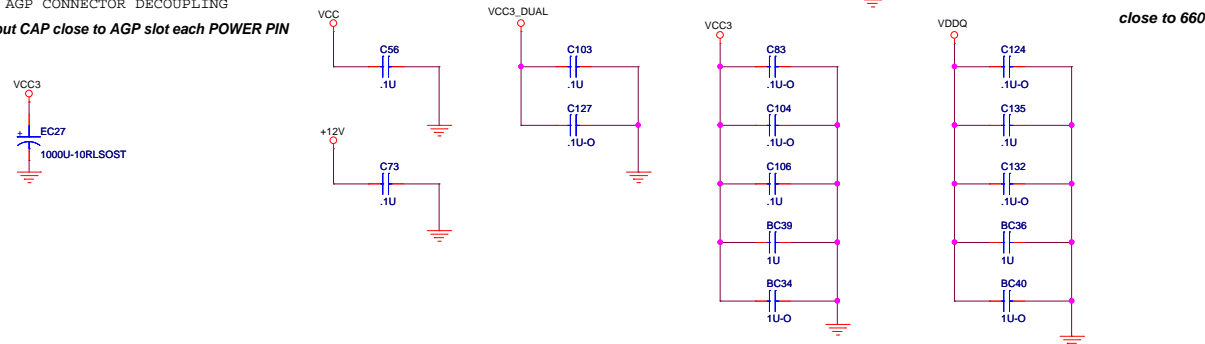 AGP CONNECTOR DECOUPLING
put CAP close to AGP slot each POWER PIN
close to 660
VCC3
+
EC27
1000U-10RLSOST
VCC
C56
.1U
+12V
C73
.1U
VCC3_DUAL
C103
.1U
C127
.1U-O
VCC3
C83
.1U-O
C104
.1U-O
C106
.1U
BC39
1U
BC34
1U-O
VDDQ
C124
.1U-O
C135
.1U
C132
.1U-O
BC36
1U
BC40
1U-O